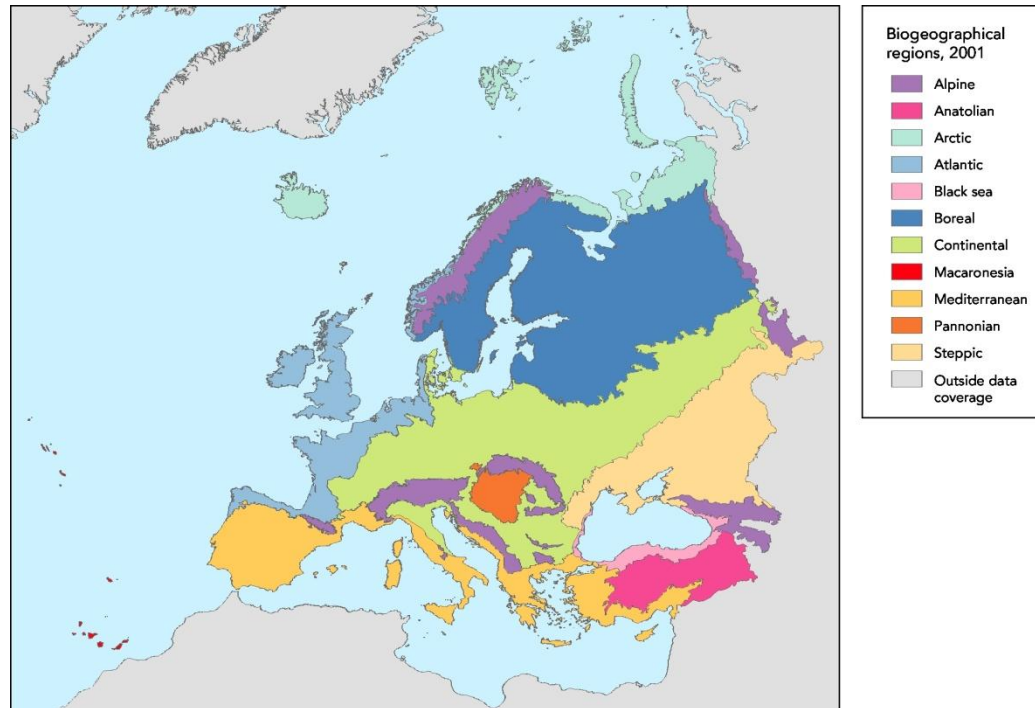 Biogeographical
regions, 2001
Alpine
Anatolian
Arctic
Atlantic
Black sea
Boreal
Continental
Macaronesia
Mediterranean
Pannonian
Steppic
Outside data
coverage